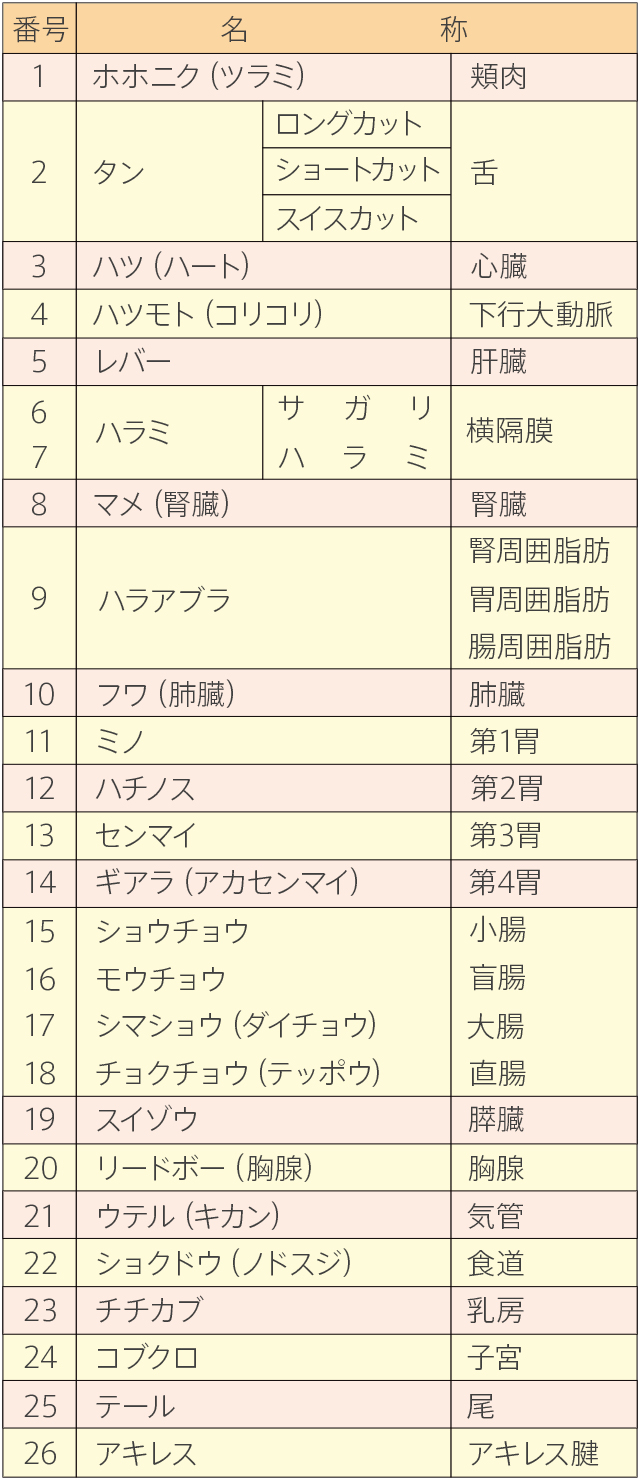 番号 名称
1 ホホニク (ツラミ) 頬肉
2 タン ロングカット 舌
ショートカット
スイスカット
3 ハツ (ハート) 心臓
4 ハツモト (コリコリ) 下行大動脈
5 レバー 肝臓
6 ハラミ サガリ 横隔膜
7 ハラミ
8 マメ (腎臓) 腎臓
9 ハラアブラ 腎周囲脂肪
胃周囲脂肪
腸周囲脂肪
10 フワ (肺臓) 肺臓
11 ミノ 第1胃
12 ハチノス 第2胃
13 センマイ 第3胃
14 ギアラ (アカセンマイ) 第4胃
15 ショウチョウ 小腸
16 モウチョウ 盲腸
17 シマショウ (ダイチョウ) 大腸
18 チョクチョウ (テッポウ) 直腸
19 スイゾウ 膵臓
20 リードボー (胸腺) 胸腺
21 ウテル (キカン) 気管
22 ショクドウ (ノドスジ) 食道
23 チチカブ 乳房
24 コブクロ 子宮
25 テール 尾
26 アキレス アキレス腱